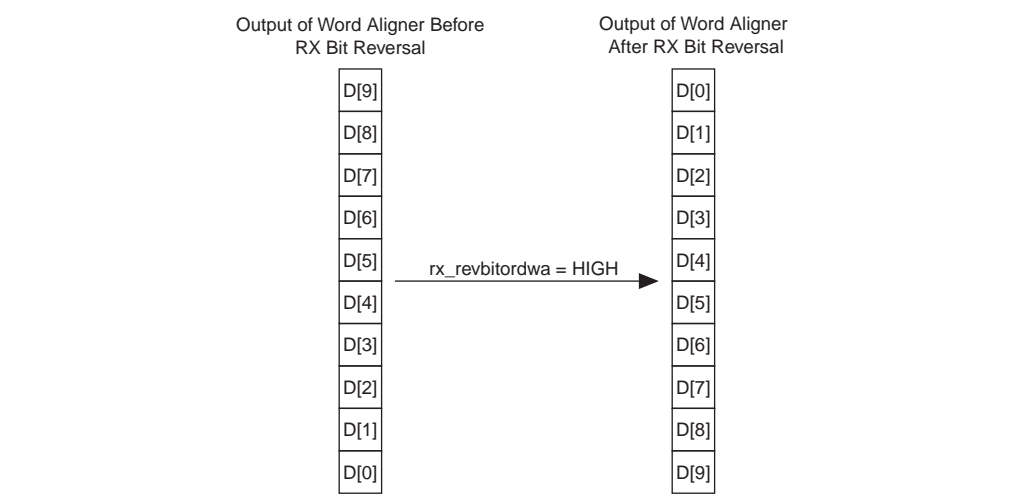 Output of Word Aligner Before
RX Bit Reversal
Output of Word Aligner
After RX Bit Reversal
D[9]
D[8]
D[7]
D[6]
D[5]
D[4]
D[3]
D[2]
D[1]
D[0]
rx_revbitordwa = HIGH
D[0]
D[1]
D[2]
D[3]
D[4]
D[5]
D[6]
D[7]
D[8]
D[9]